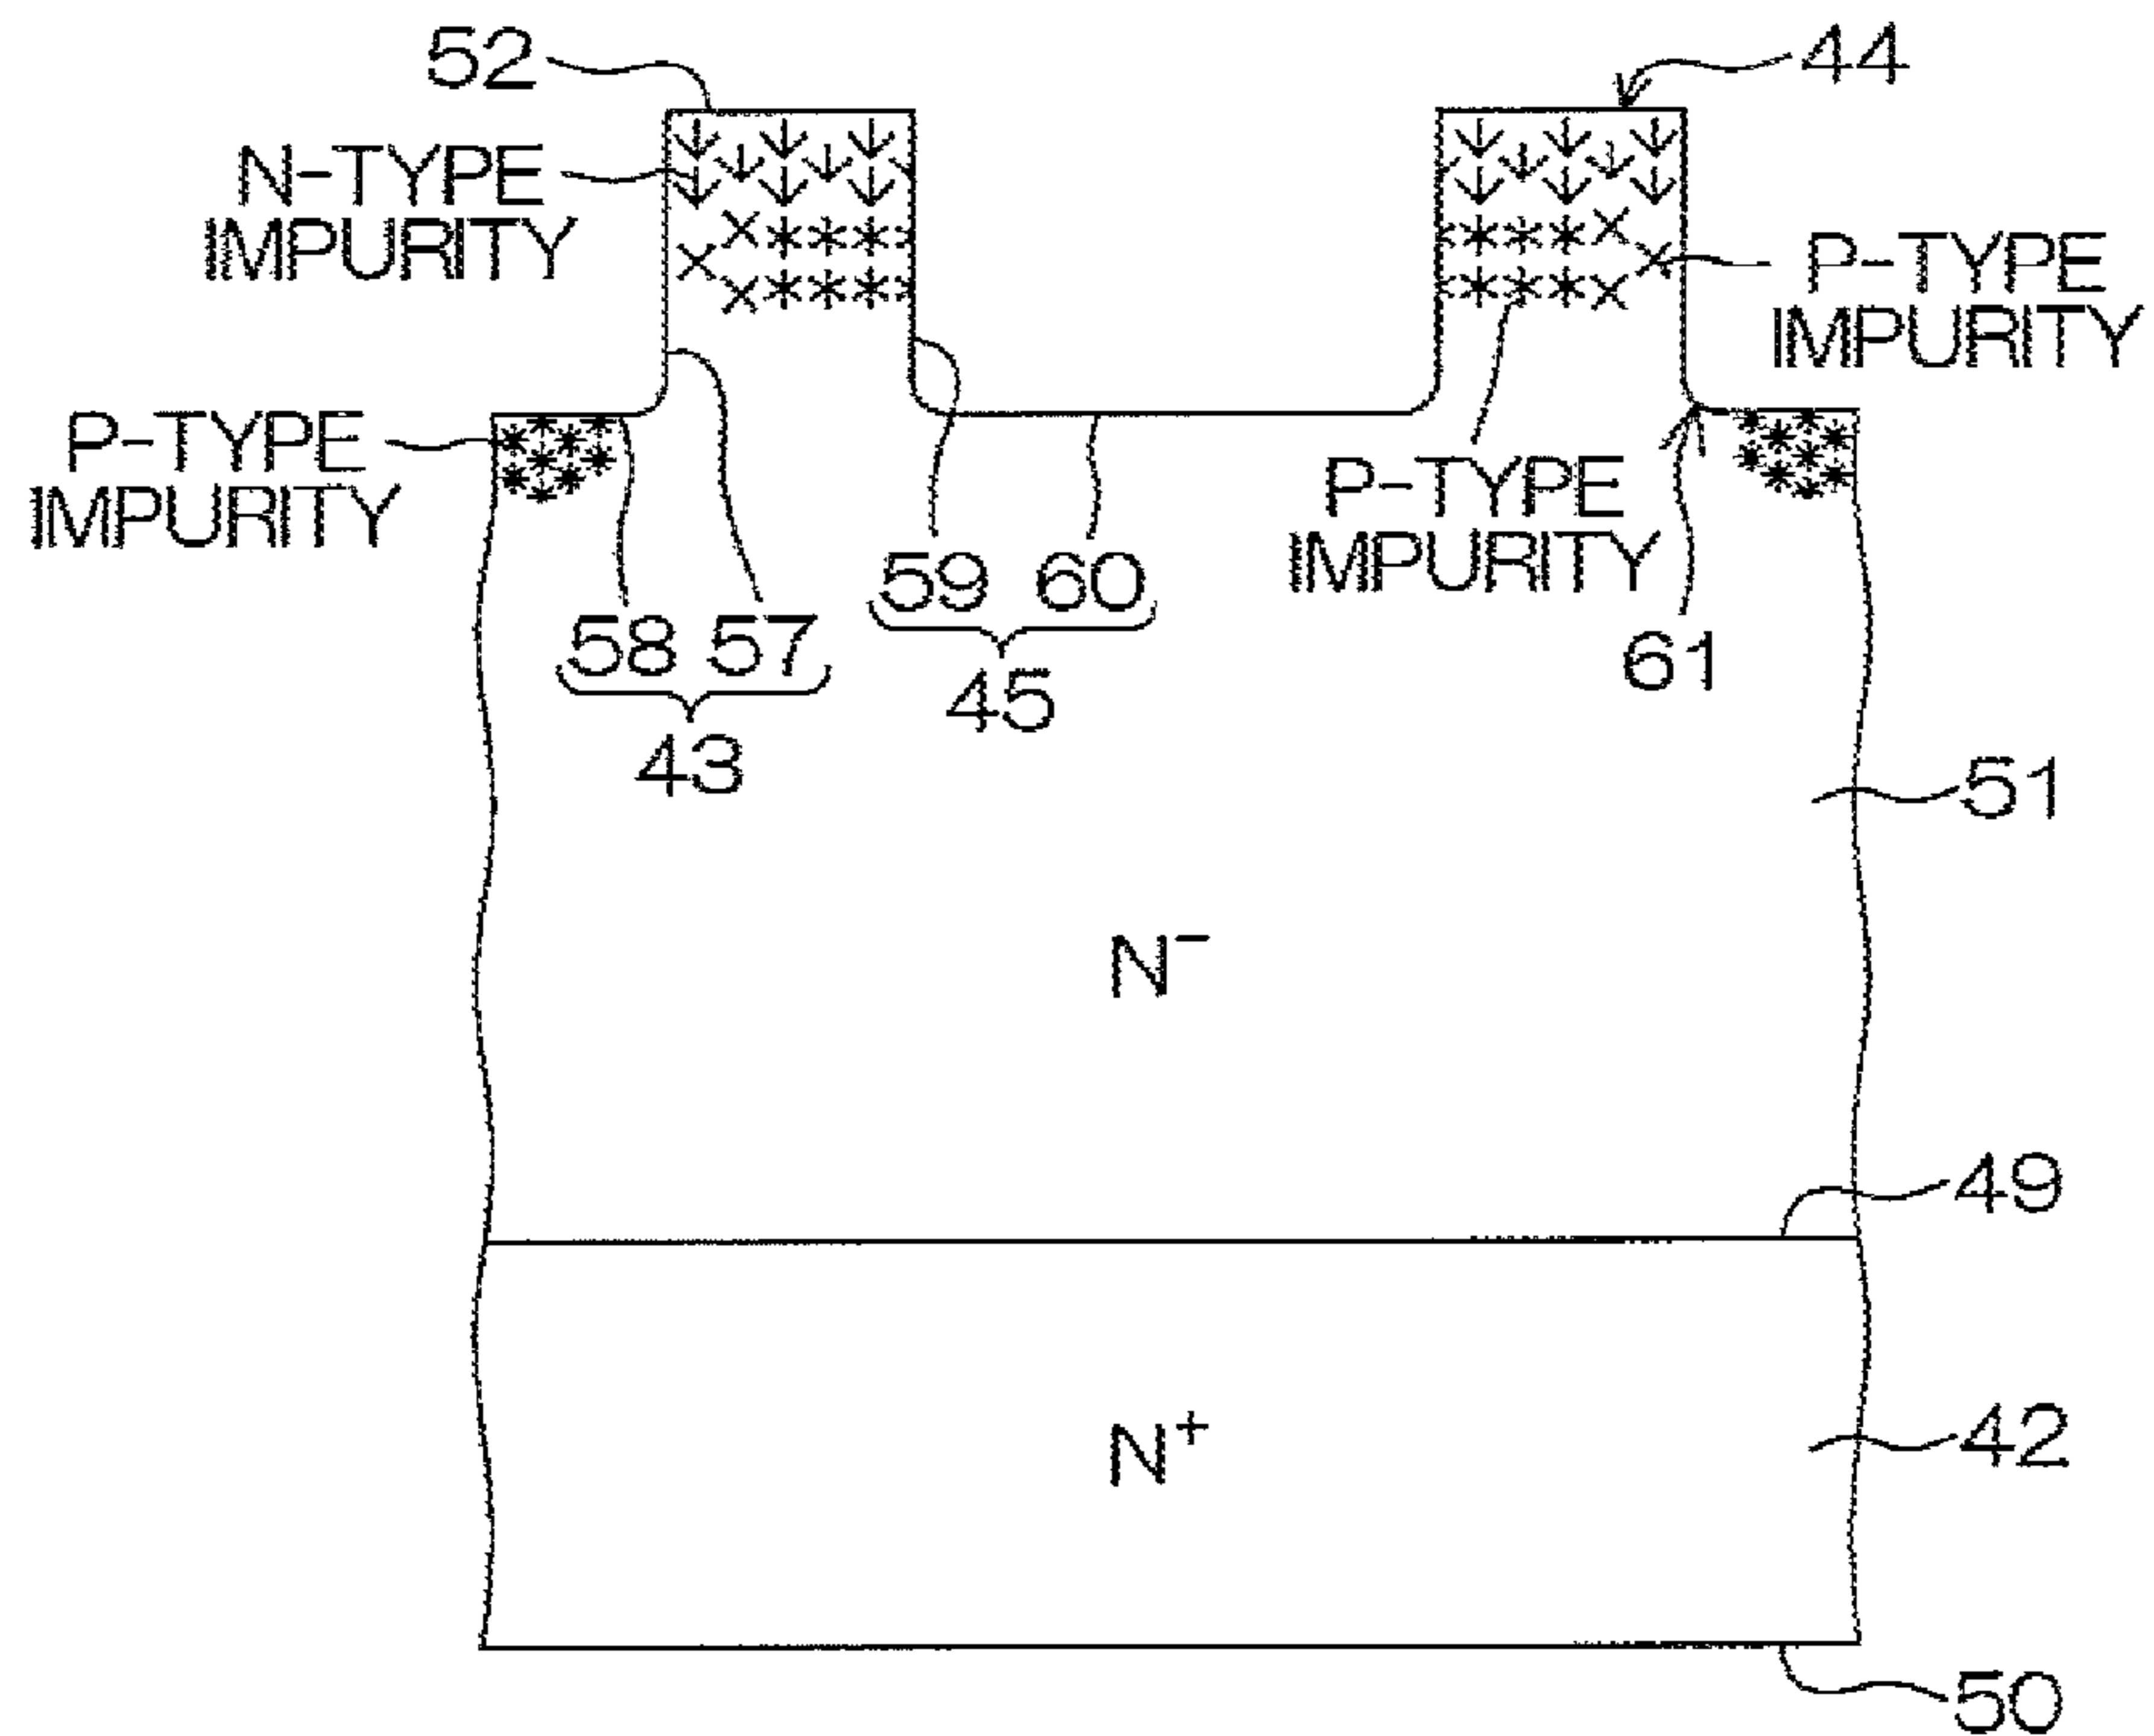 52
44
N-TYPE
IMPURITY
P-TYPE
IMPURITY
P-TYPE
IMPURITY
P-TYPE
IMPURITY
59 60
58 57
61
45
43
51
N⁻
49
N⁺
42
50